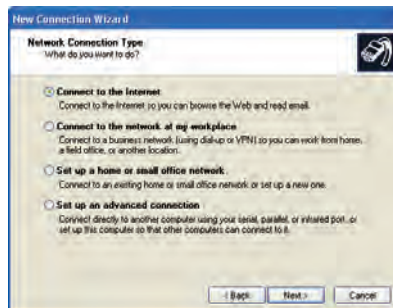 New Connection Wizard
Network Connection Type
What do you want to do?
Connect to the Internet
Connect to the Internet so you can browse the Web and read email.
Connect to the network at my workplace
Connect to a business network (using dial-up or VPN) so you can work from home,
a field office, or another location.
Set up a home or small office network
Connect to an existing home or small office network or set up a new one.
Set up an advanced connection
Connect directly to another computer using your serial, parallel, or infrared port, or
set up this computer so that other computers can connect to it.
< Back
Next >
Cancel